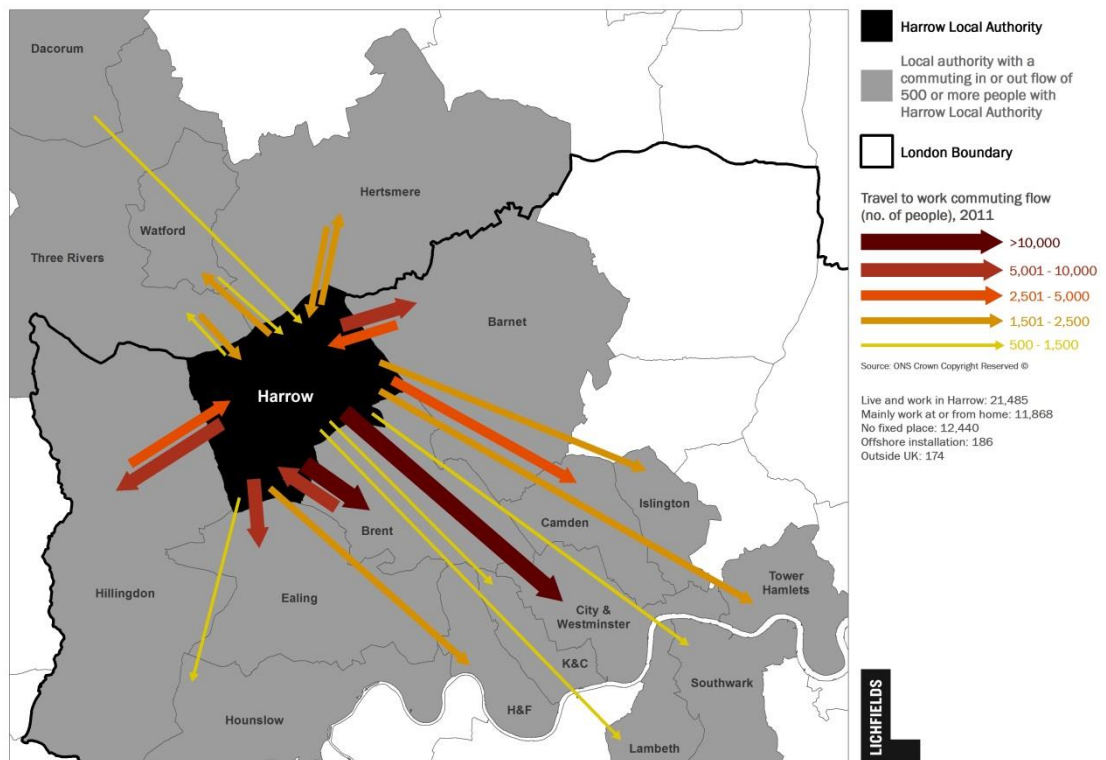 Dacorum
Hertsmere
Watford
Three Rivers
Barnet
Harrow
Islington
Camden
Brent
Tower
Hamlets
Hillingdon
Ealing
City &
Westminster
K&C
Southwark
H&F
Hounslow
Lambeth
Harrow Local Authority
Local authority with a
commuting in or out flow of
500 or more people with
Harrow Local Authority
London Boundary
Travel to work commuting flow
(no. of people), 2011
>10,000
5,001 - 10,000
2,501 - 5,000
1,501 - 2,500
500 - 1,500
Source: ONS Crown Copyright Reserved ©
Live and work in Harrow: 21,485
Mainly work at or from home: 11,868
No fixed place: 12,440
Offshore installation: 186
Outside UK: 174
LICHFIELDS